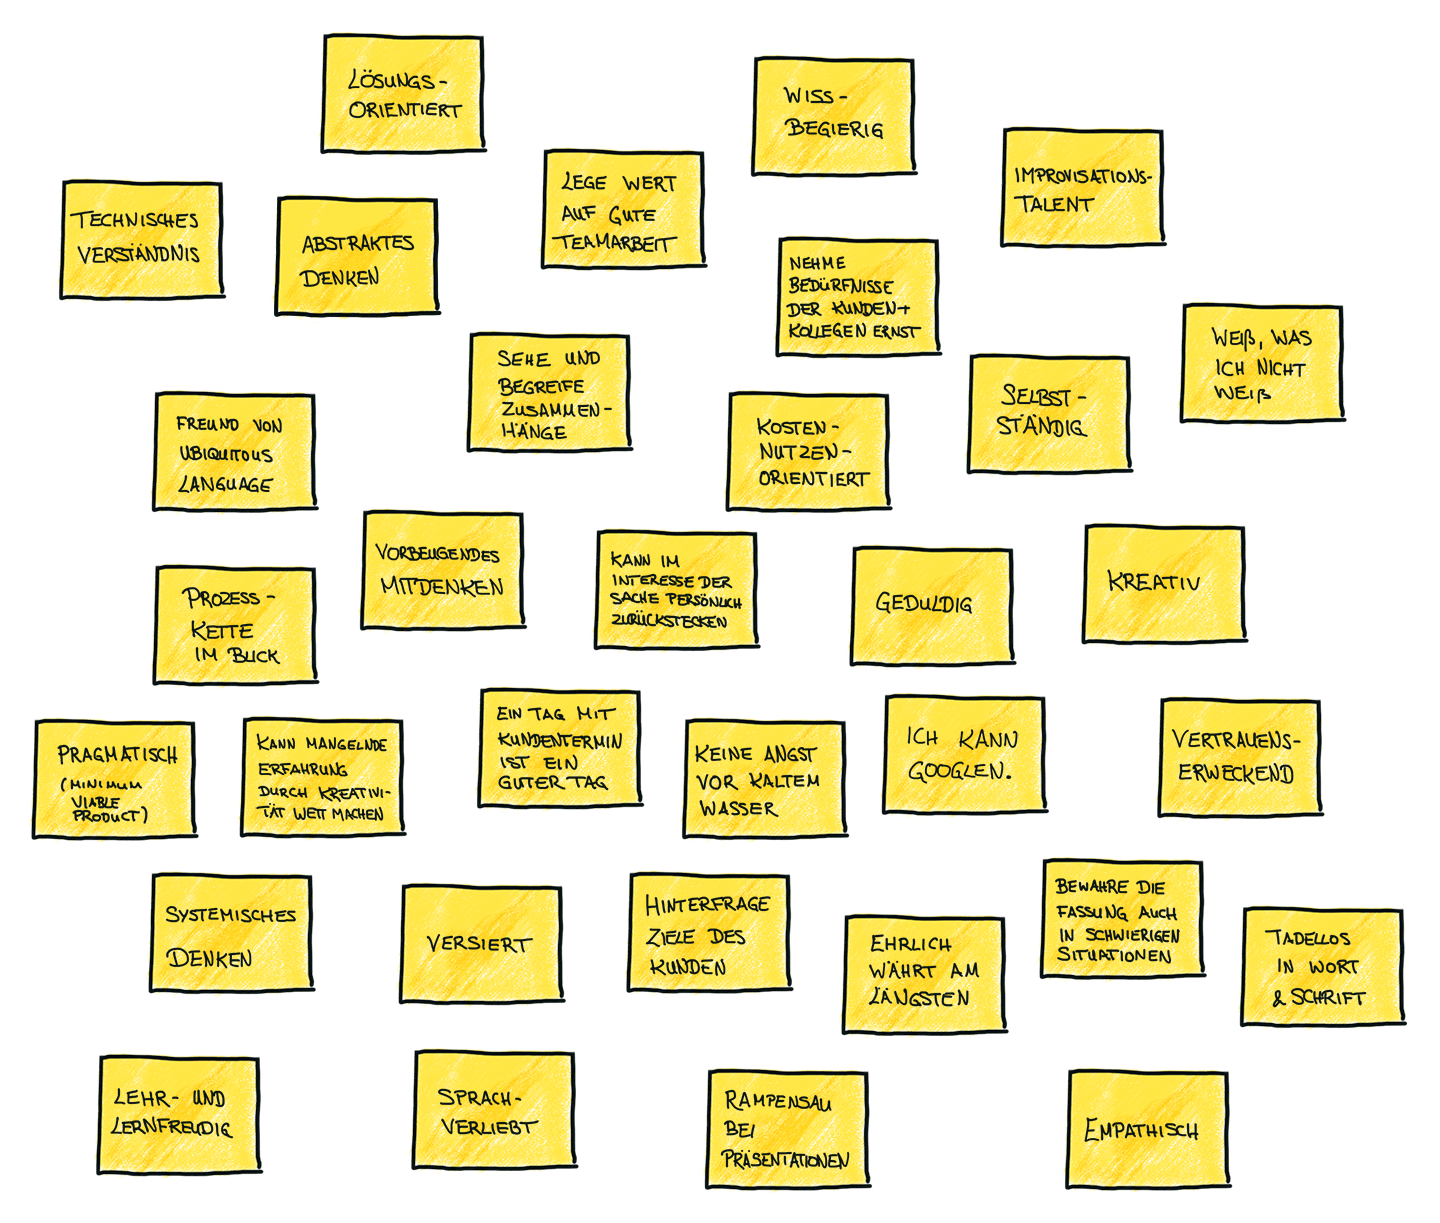 LÖSUNGS-
ORIENTIERT
WISS-
BEGIERIG
IMPROVISATIONS-
TALENT
LEGE WERT
AUF GUTE
TEAMARBEIT
TECHNISCHES
VERSTÄNDNIS
ABSTRAKTES
DENKEN
NEHME
BEDÜRFNISSE
DER KUNDEN+
KOLLEGEN ERNST
WEIß, WAS
ICH NICHT
WEIß
SEHE UND
BEGREIFE
ZUSAMMEN-
HÄNGE
SELBST-
STÄNDIG
FREUND VON
UBIQUITOUS
LANGUAGE
KOSTEN-
NUTZEN-
ORIENTIERT
VORBEUGENDES
MITDENKEN
KANN IM
INTERESSE DER
SACHE PERSÖNLICH
ZURÜCKSTECKEN
GEDULDIG
KREATIV
PROZESS-
KETTE
IM BLICK
EIN TAG MIT
KUNDENTERMIN
IST EIN
GUTER TAG
PRAGMATISCH
(MINIMUM
VIABLE
PRODUCT)
KANN MANGELNDE
ERFAHRUNG
DURCH KREATIVI-
TÄT WETT MACHEN
KEINE ANGST
VOR KALTEM
WASSER
ICH KANN
GOOGLEN.
VERTRAUENS-
ERWECKEND
SYSTEMISCHES
DENKEN
VERSIERT
HINTERFRAGE
ZIELE DES
KUNDEN
EHRLICH
WÄHRT AM
LÄNGSTEN
BEWAHRE DIE
FASSUNG AUCH
IN SCHWIERIGEN
SITUATIONEN
TADELLOS
IN WORT
& SCHRIFT
LEHR- UND
LERNFREUDIG
SPRACH-
VERLIEBT
RAMPENSAU
BEI
PRÄSENTATIONEN
EMPATHISCH